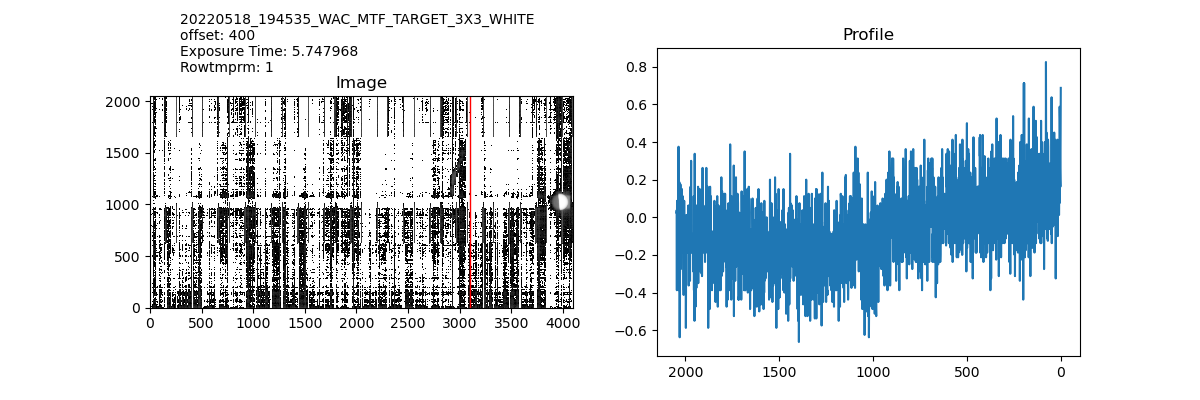 20220518_194535_WAC_MTF_TARGET_3X3_WHITE
offset: 400
Exposure Time: 5.747968
Rowtmprm: 1
Image
2000
1500
1000
500
0
0 500 1000 1500 2000 2500 3000 3500 4000
Profile
0.8
0.6
0.4
0.2
0.0
−0.2
−0.4
−0.6
2000 1500 1000 500 0